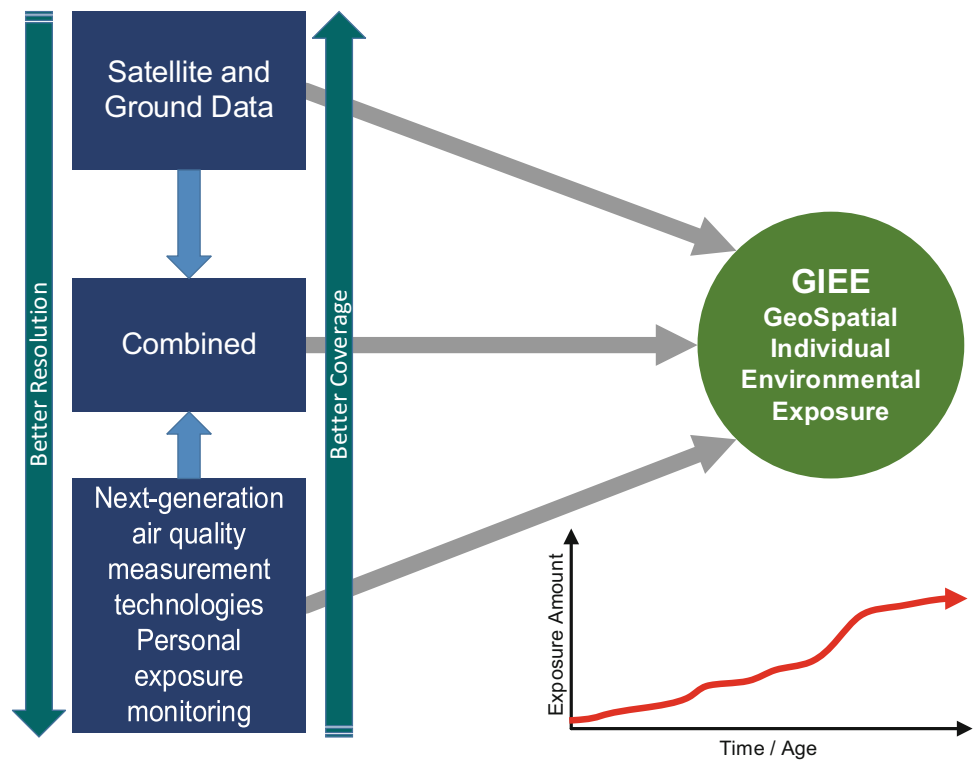 Satellite and
Ground Data
Combined
Next-generation
air quality
measurement
technologies
Personal
exposure
monitoring
Better Resolution
Better Coverage
GIEE
GeoSpatial
Individual
Environmental
Exposure
Exposure Amount
Time / Age